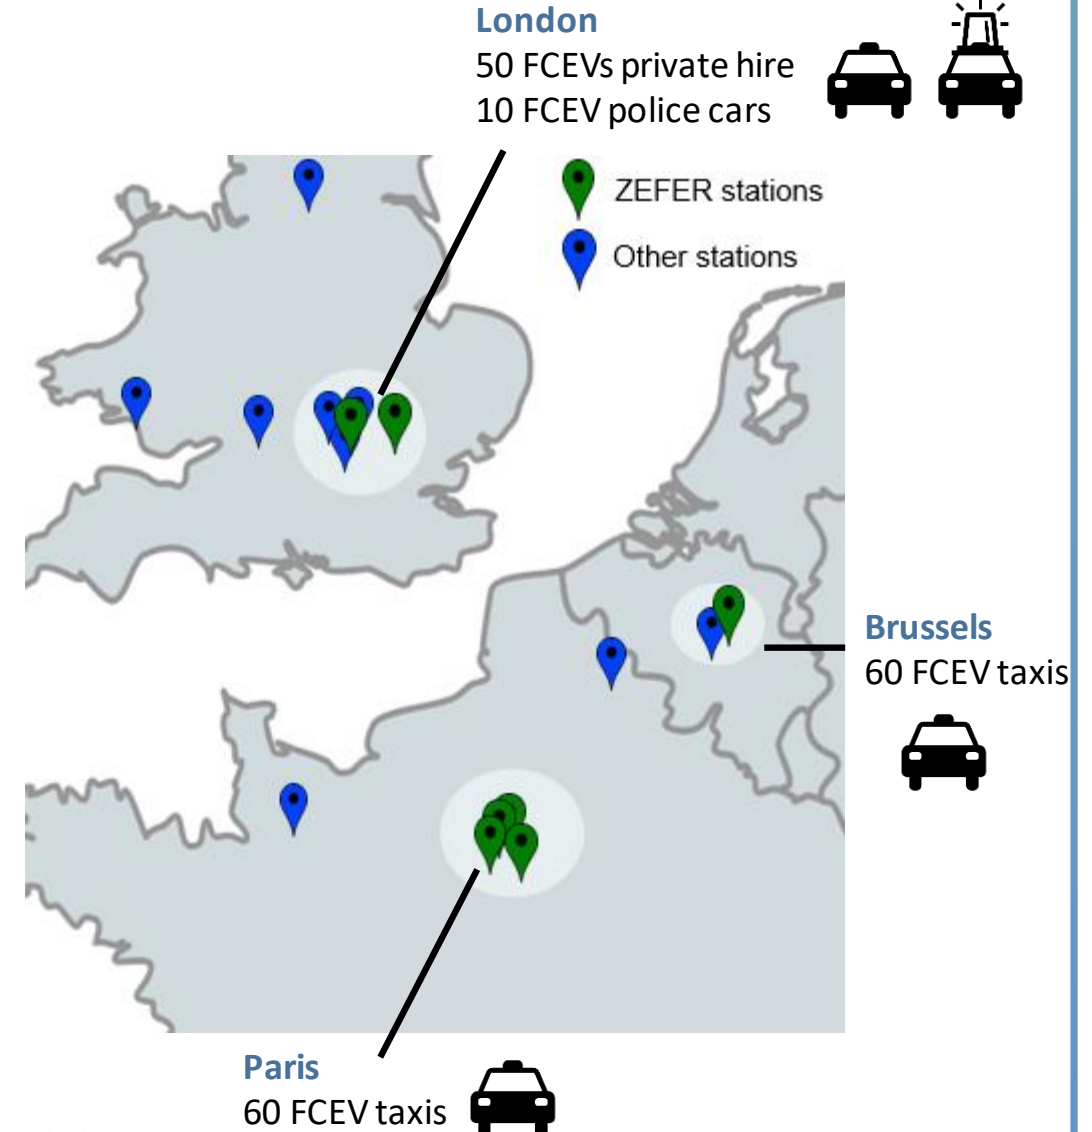 London
50 FCEVs private hire
10 FCEV police cars
ZEFER stations
Other stations
Brussels
60 FCEV taxis
Paris
60 FCEV taxis